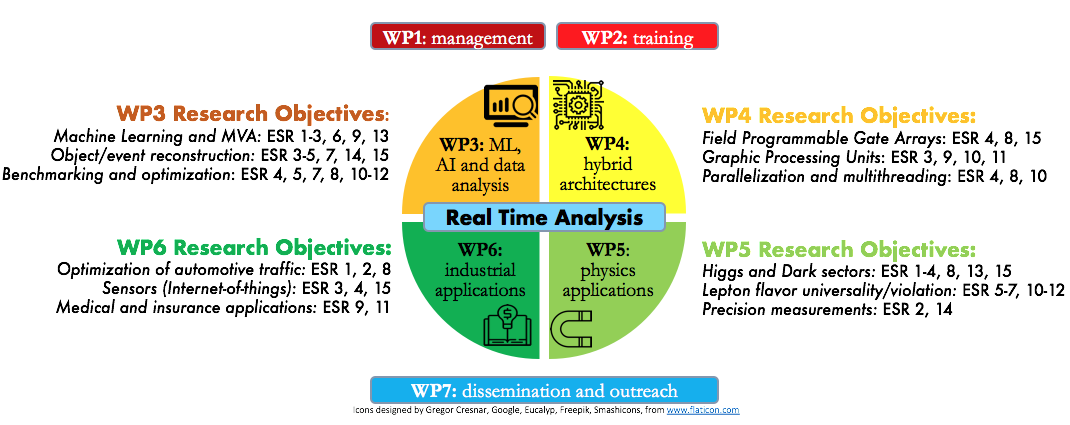 WP1: management
WP2: training
WP3 Research Objectives:
Machine Learning and MVA: ESR 1-3, 6, 9, 13
Object/event reconstruction: ESR 3-5, 7, 14, 15
Benchmarking and optimization: ESR 4, 5, 7, 8, 10-12
WP3: ML,
AI and data
analysis
WP4:
hybrid
architectures
WP4 Research Objectives:
Field Programmable Gate Arrays: ESR 4, 8, 15
Graphic Processing Units: ESR 3, 9, 10, 11
Parallelization and multithreading: ESR 4, 8, 10
Real Time Analysis
WP6 Research Objectives:
Optimization of automotive traffic: ESR 1, 2, 8
Sensors (Internet-of-things): ESR 3, 4, 15
Medical and insurance applications: ESR 9, 11
WP6:
industrial
applications
WP5:
physics
applications
WP5 Research Objectives:
Higgs and Dark sectors: ESR 1-4, 8, 13, 15
Lepton flavor universality/violation: ESR 5-7, 10-12
Precision measurements: ESR 2, 14
WP7: dissemination and outreach
Icons designed by Gregor Cresnar, Google, Eucalyp, Freepik, Smashicons, from www.flaticon.com